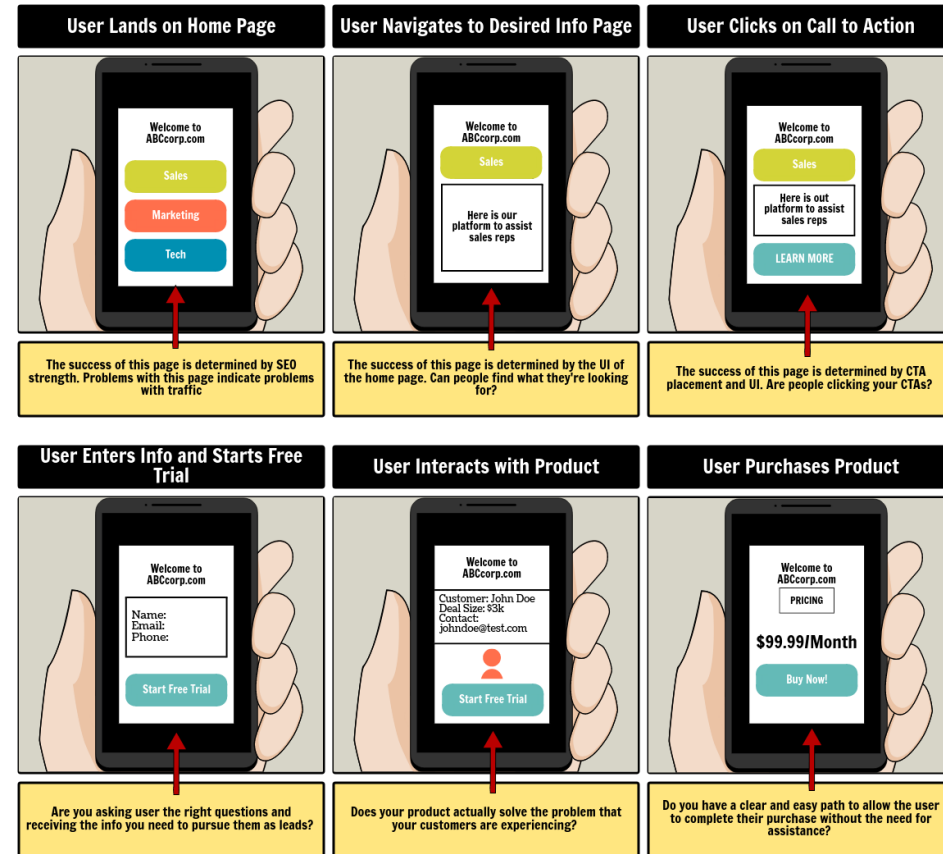 User Lands on Home Page
User Navigates to Desired Info Page
User Clicks on Call to Action
Welcome to
ABCcorp.com
Sales
Marketing
Tech
Welcome to
ABCcorp.com
Sales
Here is our
platform to assist
sales reps
Welcome to
ABCcorp.com
Sales
Here is out
platform to assist
sales reps
LEARN MORE
The success of this page is determined by SEO
strength. Problems with this page indicate problems
with traffic
The success of this page is determined by the UI of
the home page. Can people find what they're looking
for?
The success of this page is determined by CTA
placement and UI. Are people clicking your CTAs?
User Enters Info and Starts Free
Trial
User Interacts with Product
User Purchases Product
Welcome to
ABCcorp.com
Name:
Email:
Phone:
Start Free Trial
Welcome to
ABCcorp.com
Customer: John Doe
Deal Size: $3k
Contact:
johndoe@test.com
Start Free Trial
Welcome to
ABCcorp.com
PRICING
$99.99/Month
Buy Now!
Are you asking user the right questions and
receiving the info you need to pursue them as leads?
Does your product actually solve the problem that
your customers are experiencing?
Do you have a clear and easy path to allow the user
to complete their purchase without the need for
assistance?